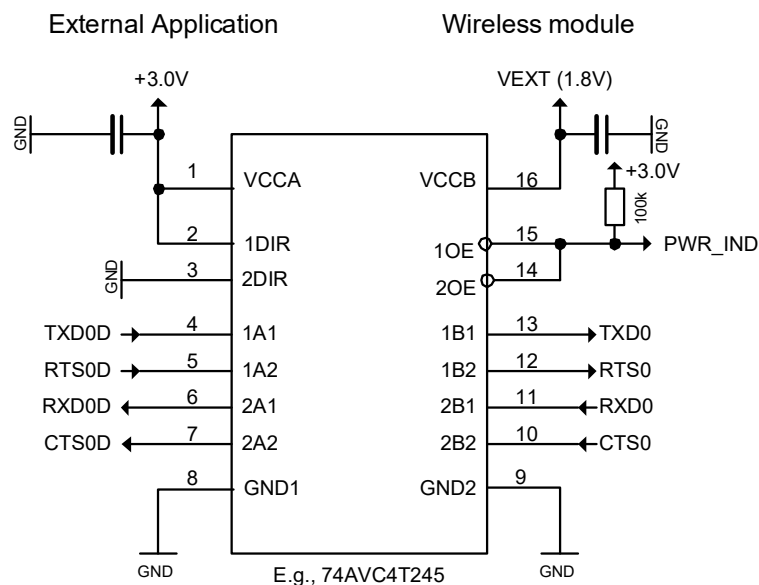 External Application
Wireless module
+3.0V
VEXT (1.8V)
GND
GND
1
VCCA
VCCB
16
+3.0V
100k
2
1DIR
1OE
15
PWR_IND
GND
3
2DIR
2OE
14
TXD0D
4
1A1
1B1
13
TXD0
RTS0D
5
1A2
1B2
12
RTS0
RXD0D
6
2A1
2B1
11
RXD0
CTS0D
7
2A2
2B2
10
CTS0
8
GND1
GND2
9
GND
E.g., 74AVC4T245
GND